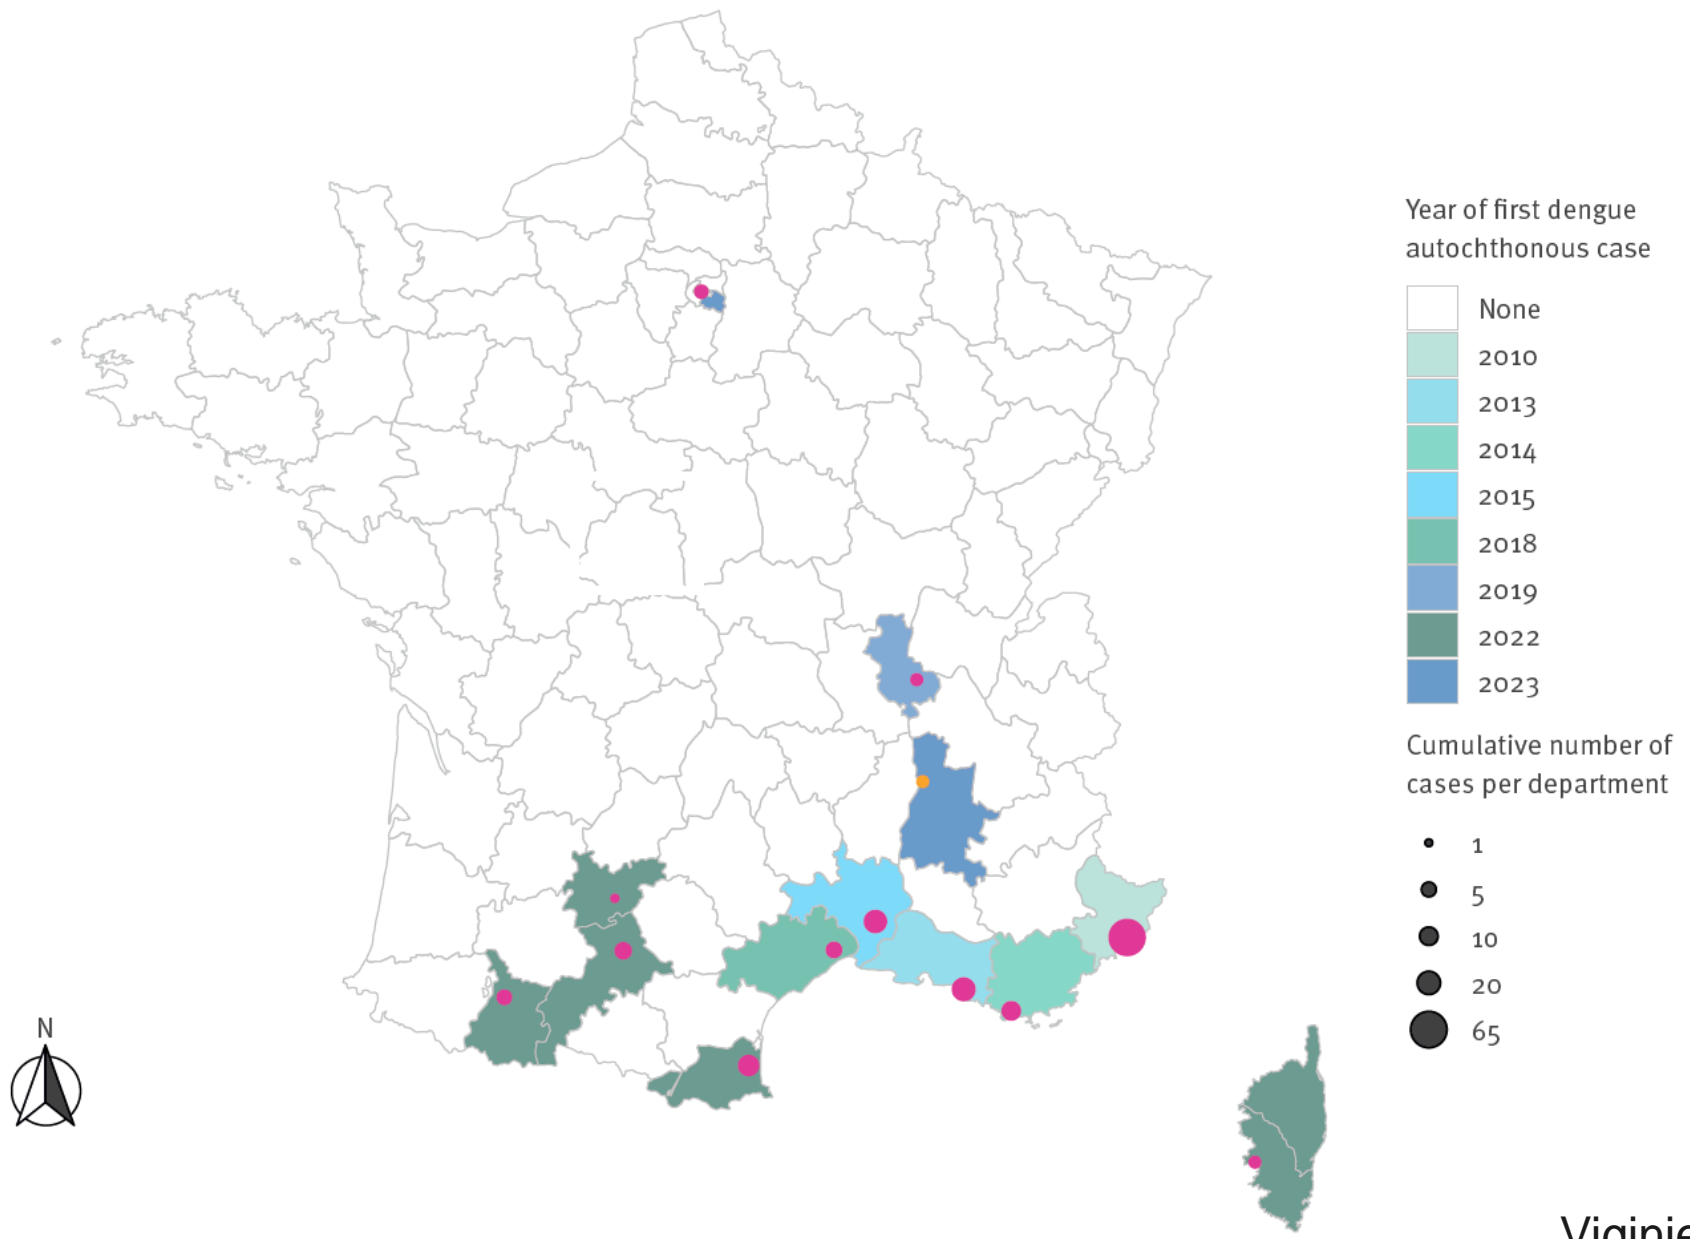 Year of first dengue
autochthonous case
None
2010
2013
2014
2015
2018
2019
2022
2023
Cumulative number of
cases per department
1
5
10
20
65
N
Viginie